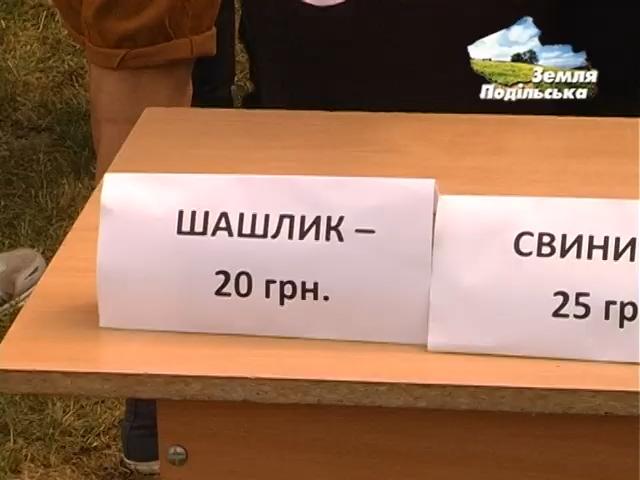 Земля
Подільська
ШАШЛИК –
20 грн.
СВИНИ
25 гр